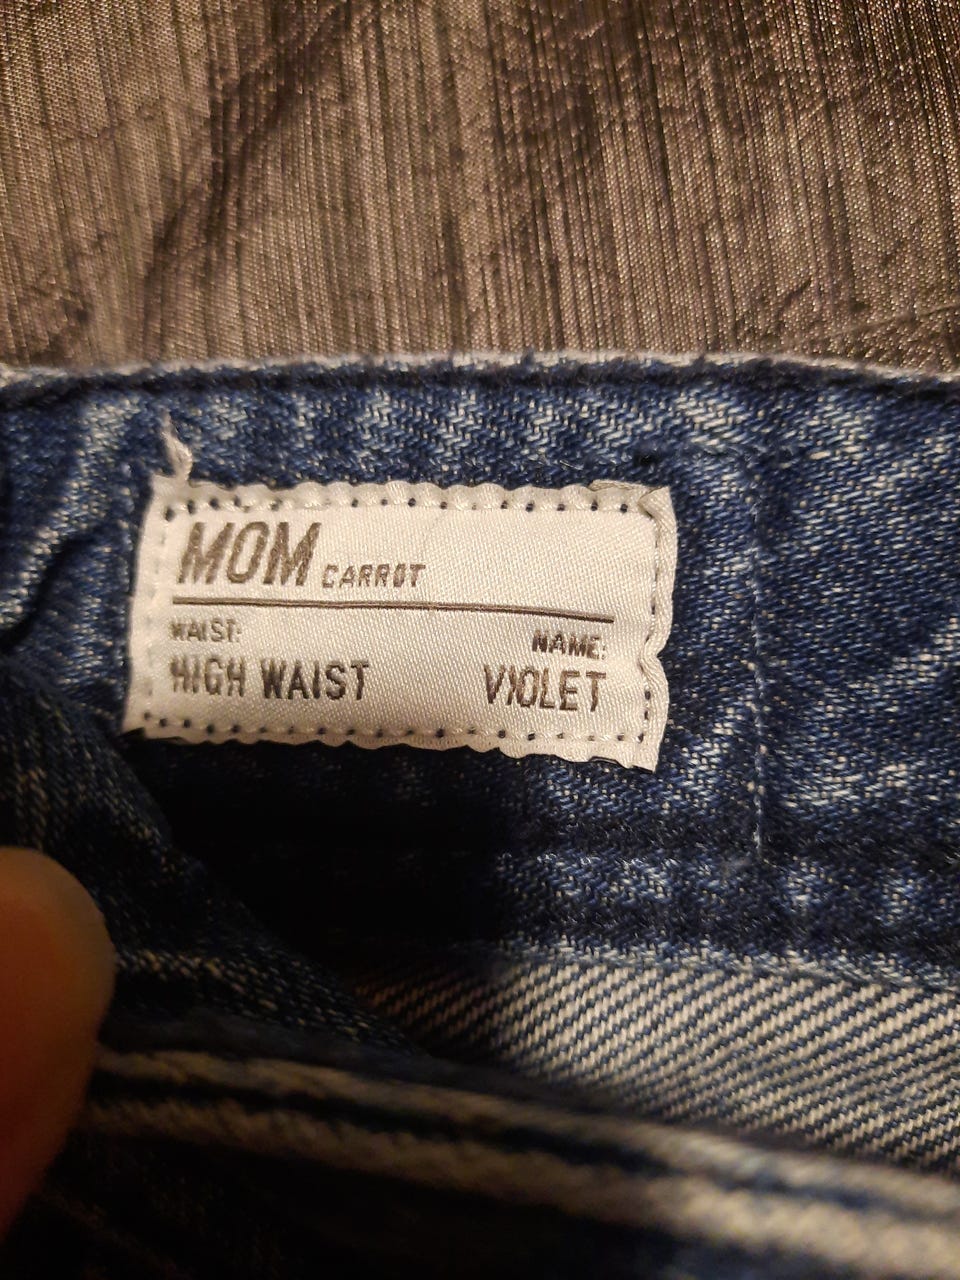 MOM CARROT
WAIST: NAME:
HIGH WAIST VIOLET